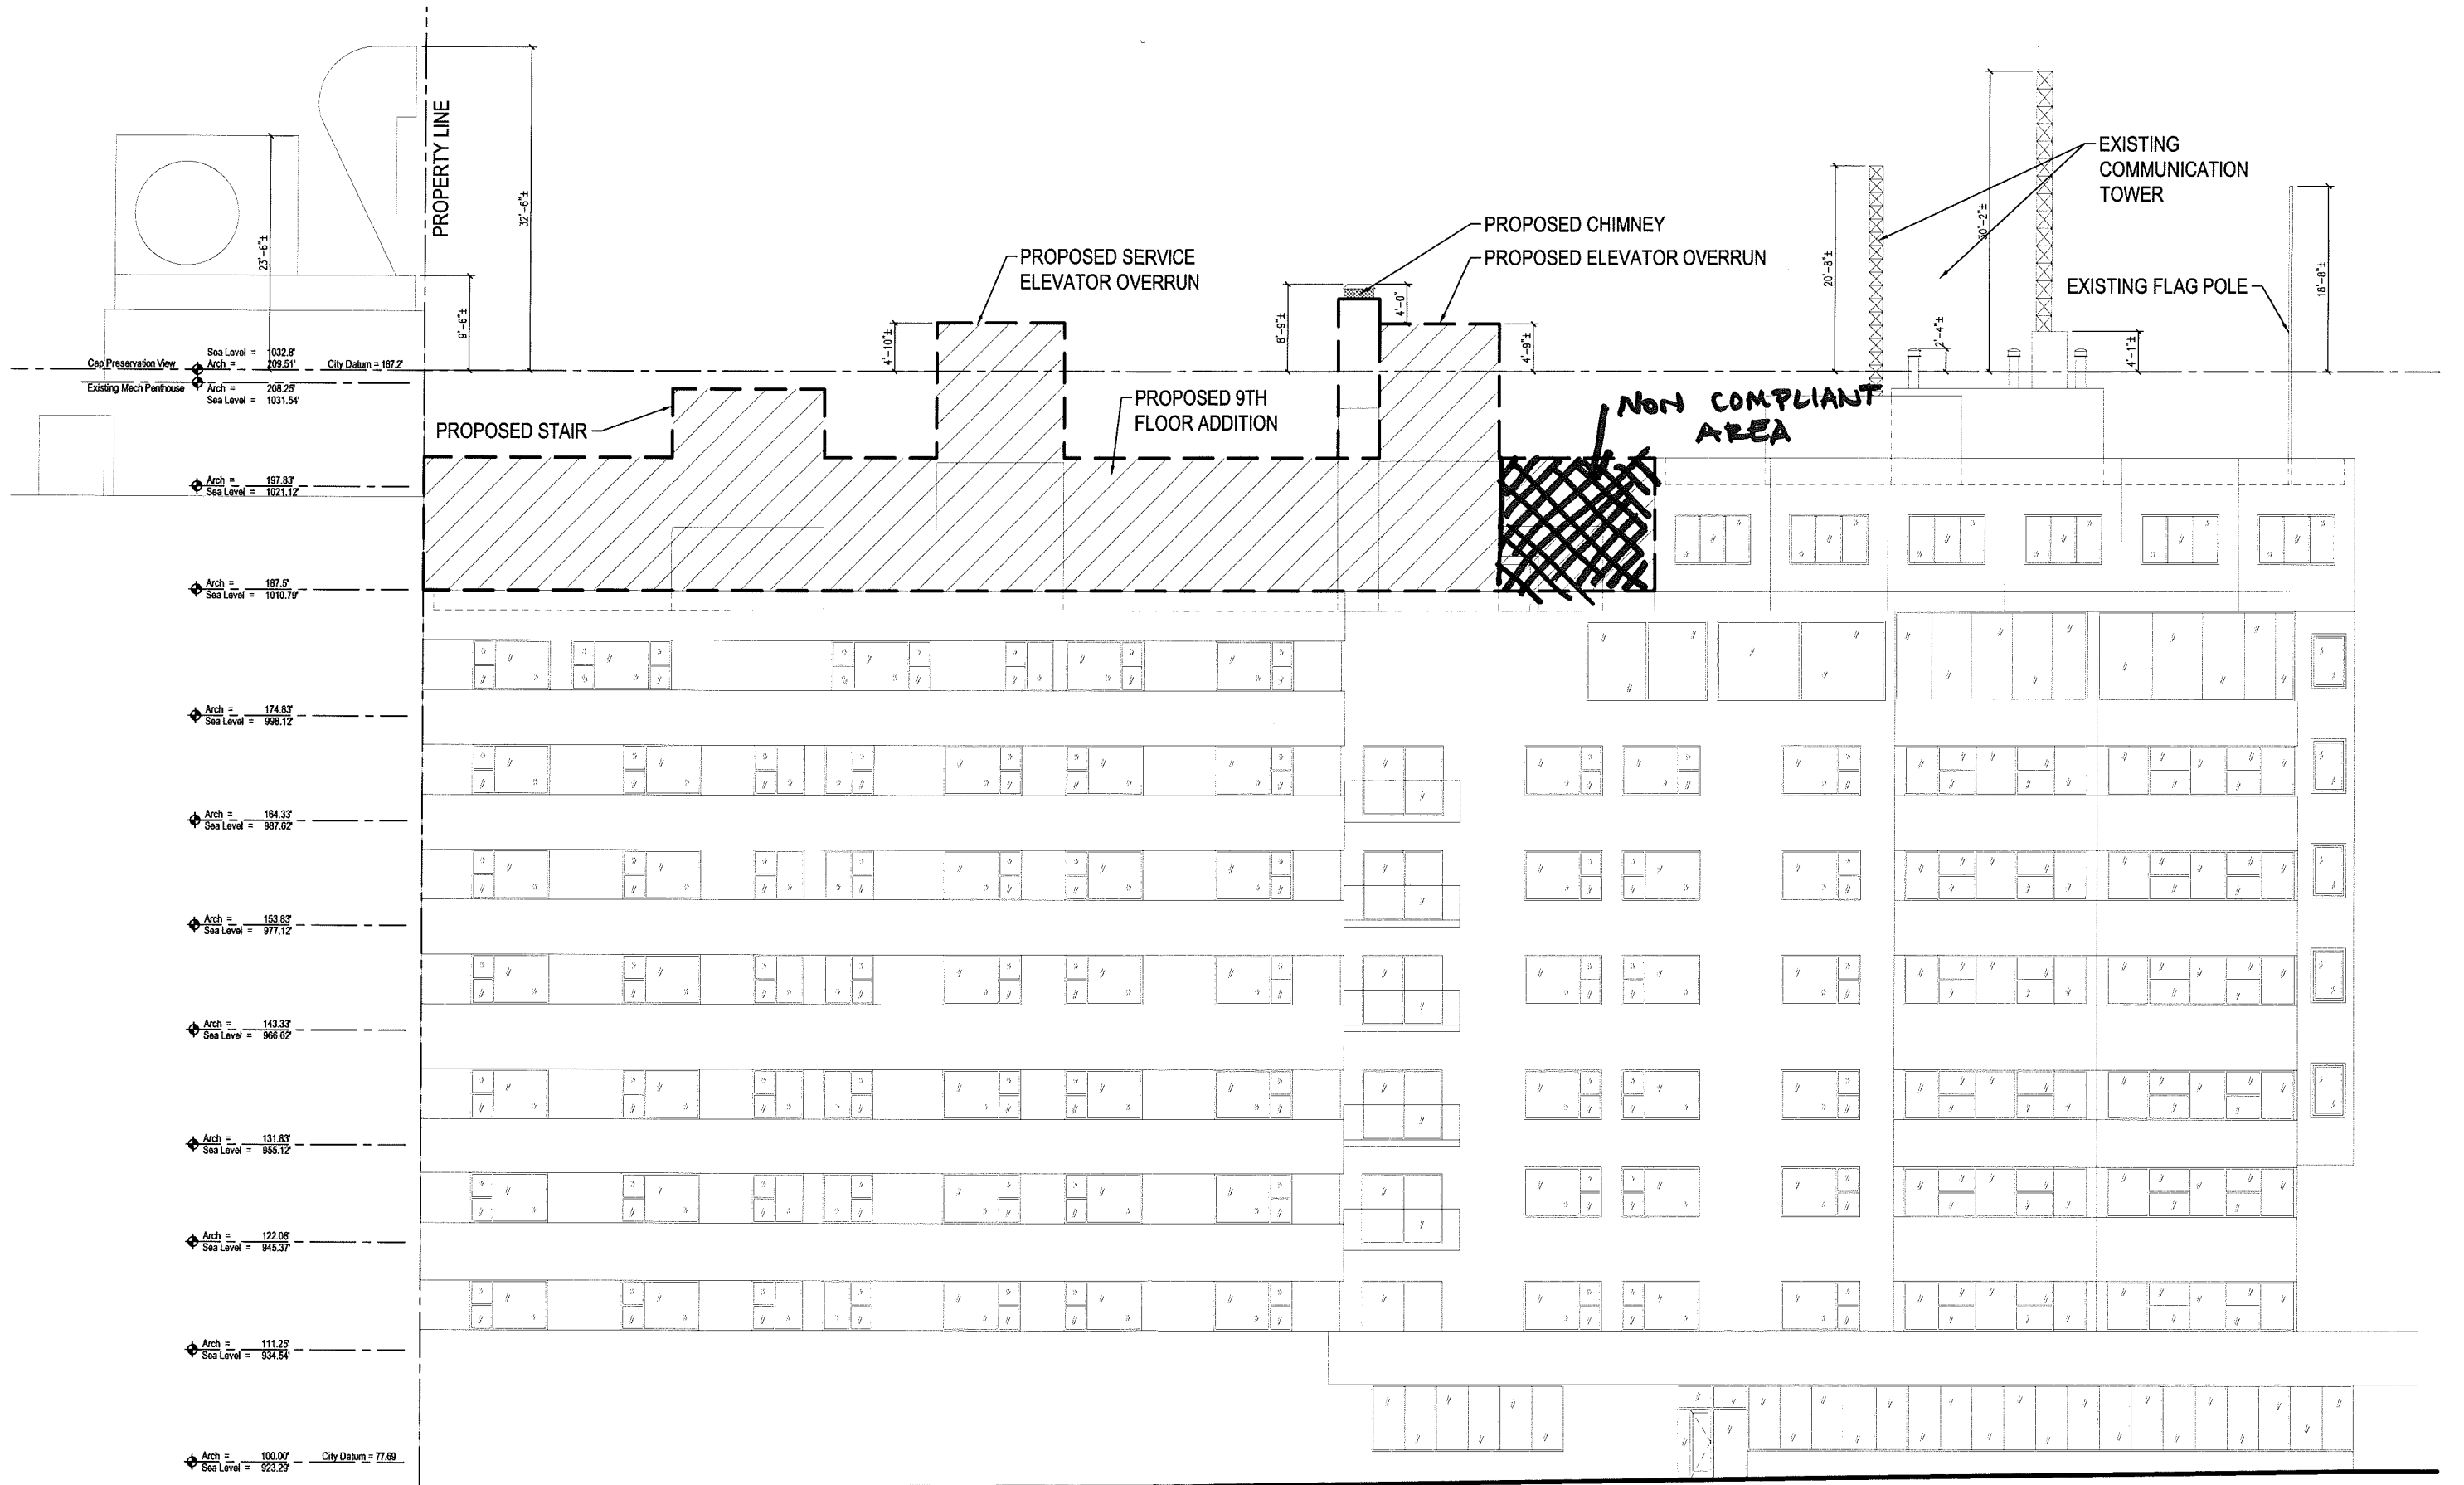 PROPERTY LINE
32'-6"±
23'-6"±
9'-6"±
PROPOSED SERVICE
ELEVATOR OVERRUN
4'-10"±
PROPOSED CHIMNEY
PROPOSED ELEVATOR OVERRUN
8'-9"±
4'-0"
4'-9"±
EXISTING
COMMUNICATION
TOWER
20'-8"±
30'-2"±
2'-4"±
4'-1"±
EXISTING FLAG POLE
18'-8"±
Cap Preservation View
Sea Level = 1032.8'
Arch = 209.51'
City Datum = 187.2'
Existing Mech Penthouse
Arch = 208.25'
Sea Level = 1031.54'
PROPOSED STAIR
PROPOSED 9TH
FLOOR ADDITION
NON COMPLIANT
AREA
Arch = 197.83'
Sea Level = 1021.12'
Arch = 187.5'
Sea Level = 1010.79'
Arch = 174.83'
Sea Level = 998.12'
Arch = 164.33'
Sea Level = 987.62'
Arch = 153.83'
Sea Level = 977.12'
Arch = 143.33'
Sea Level = 966.62'
Arch = 131.83'
Sea Level = 955.12'
Arch = 122.08'
Sea Level = 945.37'
Arch = 111.25'
Sea Level = 934.54'
Arch = 100.00'
Sea Level = 923.29'
City Datum = 77.69